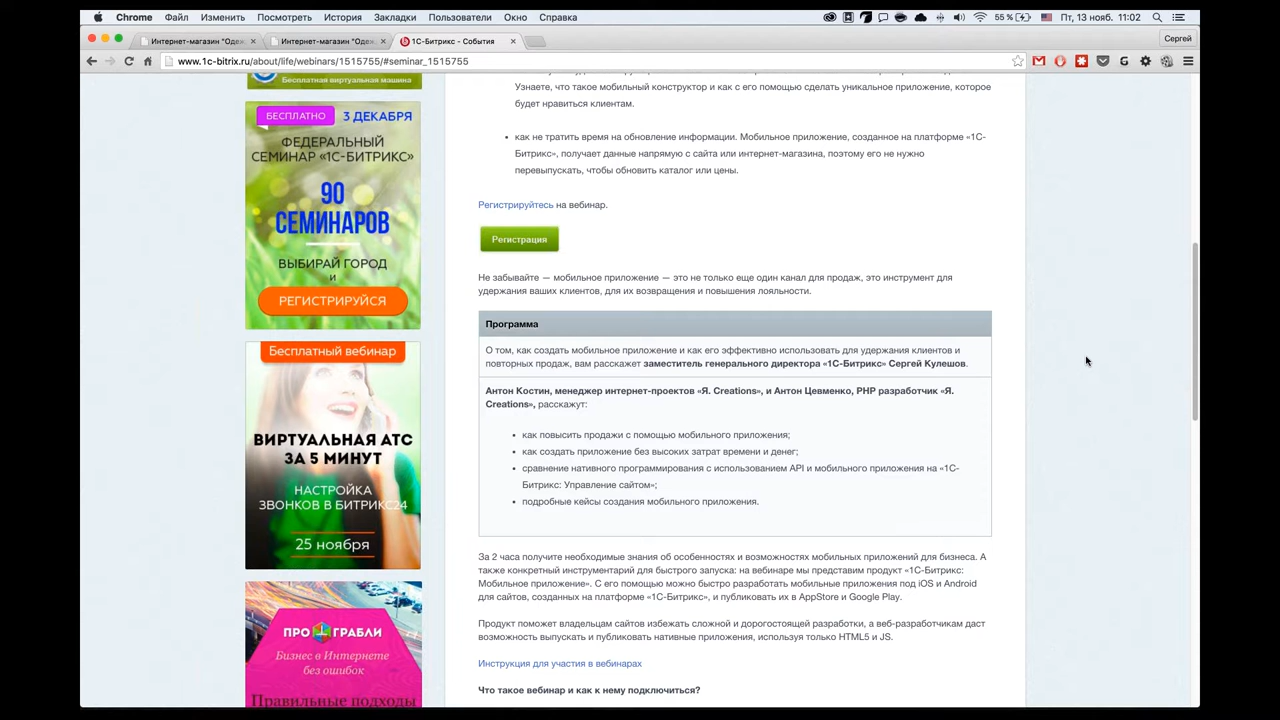 Chrome Файл Изменить Посмотреть История Закладки Пользователи Окно Справка 55 % Пт, 13 нояб. 11:02
Интернет-магазин "Одеж Интернет-магазин "Одеж 1С-Битрикс - События Сергей
www.1c-bitrix.ru/about/life/webinars/1515755/#seminar_1515755
Бесплатная виртуальная машина
БЕСПЛАТНО 3 ДЕКАБРЯ
ФЕДЕРАЛЬНЫЙ
СЕМИНАР «1С-БИТРИКС»
90
СЕМИНАРОВ
ВЫБИРАЙ ГОРОД
и
РЕГИСТРИРУЙСЯ
Бесплатный вебинар
ВИРТУАЛЬНАЯ АТС
ЗА 5 МИНУТ
НАСТРОЙКА
ЗВОНКОВ В БИТРИКС24
25 ноября
ПРО ГРАБЛИ
Бизнес в Интернете
без ошибок
Правильные подходы
Узнаете, что такое мобильный конструктор и как с его помощью сделать уникальное приложение, которое
будет нравиться клиентам.
как не тратить время на обновление информации. Мобильное приложение, созданное на платформе «1С-
Битрикс», получает данные напрямую с сайта или интернет-магазина, поэтому его не нужно
перевыпускать, чтобы обновить каталог или цены.
Регистрируйтесь на вебинар.
Регистрация
Не забывайте — мобильное приложение — это не только еще один канал для продаж, это инструмент для
удержания ваших клиентов, для их возвращения и повышения лояльности.
Программа
О том, как создать мобильное приложение и как его эффективно использовать для удержания клиентов и
повторных продаж, вам расскажет заместитель генерального директора «1С-Битрикс» Сергей Кулешов.
Антон Костин, менеджер интернет-проектов «Я. Creations», и Антон Цевменко, PHP разработчик «Я.
Creations», расскажут:
как повысить продажи с помощью мобильного приложения;
как создать приложение без высоких затрат времени и денег;
сравнение нативного программирования с использованием API и мобильного приложения на «1С-
Битрикс: Управление сайтом»;
подробные кейсы создания мобильного приложения.
За 2 часа получите необходимые знания об особенностях и возможностях мобильных приложений для бизнеса. А
также конкретный инструментарий для быстрого запуска: на вебинаре мы представим продукт «1С-Битрикс:
Мобильное приложение». С его помощью можно быстро разработать мобильные приложения под iOS и Android
для сайтов, созданных на платформе «1С-Битрикс», и публиковать их в AppStore и Google Play.
Продукт поможет владельцам сайтов избежать сложной и дорогостоящей разработки, а веб-разработчикам даст
возможность выпускать и публиковать нативные приложения, используя только HTML5 и JS.
Инструкция для участия в вебинарах
Что такое вебинар и как к нему подключиться?